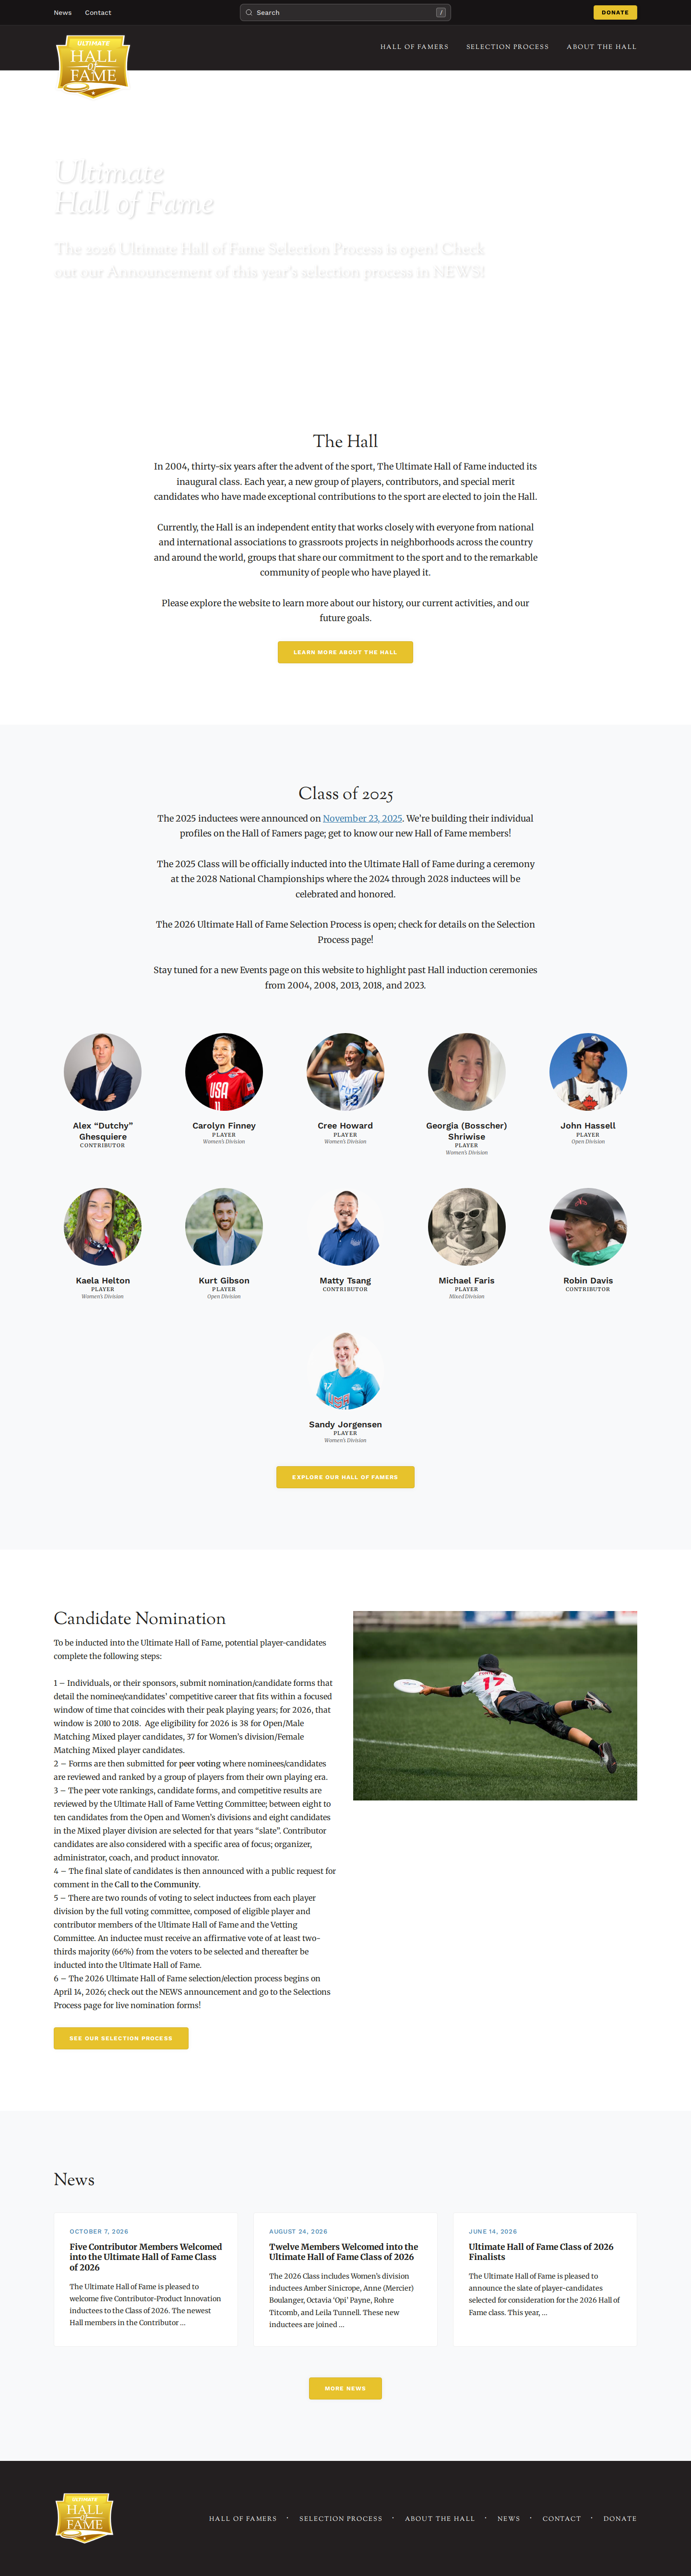 News Contact Search / DONATE
ULTIMATE
HALL
of
FAME
HALL OF FAMERS SELECTION PROCESS ABOUT THE HALL
Ultimate
Hall of Fame
The 2026 Ultimate Hall of Fame Selection Process is open! Check
out our Announcement of this year's selection process in NEWS!
The Hall
In 2004, thirty-six years after the advent of the sport, The Ultimate Hall of Fame inducted its
inaugural class. Each year, a new group of players, contributors, and special merit
candidates who have made exceptional contributions to the sport are elected to join the Hall.
Currently, the Hall is an independent entity that works closely with everyone from national
and international associations to grassroots projects in neighborhoods across the country
and around the world, groups that share our commitment to the sport and to the remarkable
community of people who have played it.
Please explore the website to learn more about our history, our current activities, and our
future goals.
LEARN MORE ABOUT THE HALL
Class of 2025
The 2025 inductees were announced on November 23, 2025. We're building their individual
profiles on the Hall of Famers page; get to know our new Hall of Fame members!
The 2025 Class will be officially inducted into the Ultimate Hall of Fame during a ceremony
at the 2028 National Championships where the 2024 through 2028 inductees will be
celebrated and honored.
The 2026 Ultimate Hall of Fame Selection Process is open; check for details on the Selection
Process page!
Stay tuned for a new Events page on this website to highlight past Hall induction ceremonies
from 2004, 2008, 2013, 2018, and 2023.
USA
Alex “Dutchy”
Ghesquiere
CONTRIBUTOR
Carolyn Finney
PLAYER
Women's Division
Cree Howard
PLAYER
Women's Division
Georgia (Bosscher)
Shriwise
PLAYER
Women's Division
John Hassell
PLAYER
Open Division
Kaela Helton
PLAYER
Women's Division
Kurt Gibson
PLAYER
Open Division
Matty Tsang
CONTRIBUTOR
Michael Faris
PLAYER
Mixed Division
Robin Davis
CONTRIBUTOR
Sandy Jorgensen
PLAYER
Women's Division
EXPLORE OUR HALL OF FAMERS
Candidate Nomination
To be inducted into the Ultimate Hall of Fame, potential player-candidates
complete the following steps:
1 – Individuals, or their sponsors, submit nomination/candidate forms that
detail the nominee/candidates' competitive career that fits within a focused
window of time that coincides with their peak playing years; for 2026, that
window is 2010 to 2018. Age eligibility for 2026 is 38 for Open/Male
Matching Mixed player candidates, 37 for Women's division/Female
Matching Mixed player candidates.
2 – Forms are then submitted for peer voting where nominees/candidates
are reviewed and ranked by a group of players from their own playing era.
3 – The peer vote rankings, candidate forms, and competitive results are
reviewed by the Ultimate Hall of Fame Vetting Committee; between eight to
ten candidates from the Open and Women's divisions and eight candidates
in the Mixed player division are selected for that years “slate”. Contributor
candidates are also considered with a specific area of focus; organizer,
administrator, coach, and product innovator.
4 – The final slate of candidates is then announced with a public request for
comment in the Call to the Community.
5 – There are two rounds of voting to select inductees from each player
division by the full voting committee, composed of eligible player and
contributor members of the Ultimate Hall of Fame and the Vetting
Committee. An inductee must receive an affirmative vote of at least two-
thirds majority (66%) from the voters to be selected and thereafter be
inducted into the Ultimate Hall of Fame.
6 – The 2026 Ultimate Hall of Fame selection/election process begins on
April 14, 2026; check out the NEWS announcement and go to the Selections
Process page for live nomination forms!
SEE OUR SELECTION PROCESS
17
News
OCTOBER 7, 2026
Five Contributor Members Welcomed
into the Ultimate Hall of Fame Class
of 2026
The Ultimate Hall of Fame is pleased to
welcome five Contributor-Product Innovation
inductees to the Class of 2026. The newest
Hall members in the Contributor ...
AUGUST 24, 2026
Twelve Members Welcomed into the
Ultimate Hall of Fame Class of 2026
The 2026 Class includes Women's division
inductees Amber Sinicrope, Anne (Mercier)
Boulanger, Octavia 'Opi' Payne, Rohre
Titcomb, and Leila Tunnell. These new
inductees are joined ...
JUNE 14, 2026
Ultimate Hall of Fame Class of 2026
Finalists
The Ultimate Hall of Fame is pleased to
announce the slate of player-candidates
selected for consideration for the 2026 Hall of
Fame class. This year, ...
MORE NEWS
ULTIMATE
HALL
of
FAME
HALL OF FAMERS • SELECTION PROCESS • ABOUT THE HALL • NEWS • CONTACT • DONATE